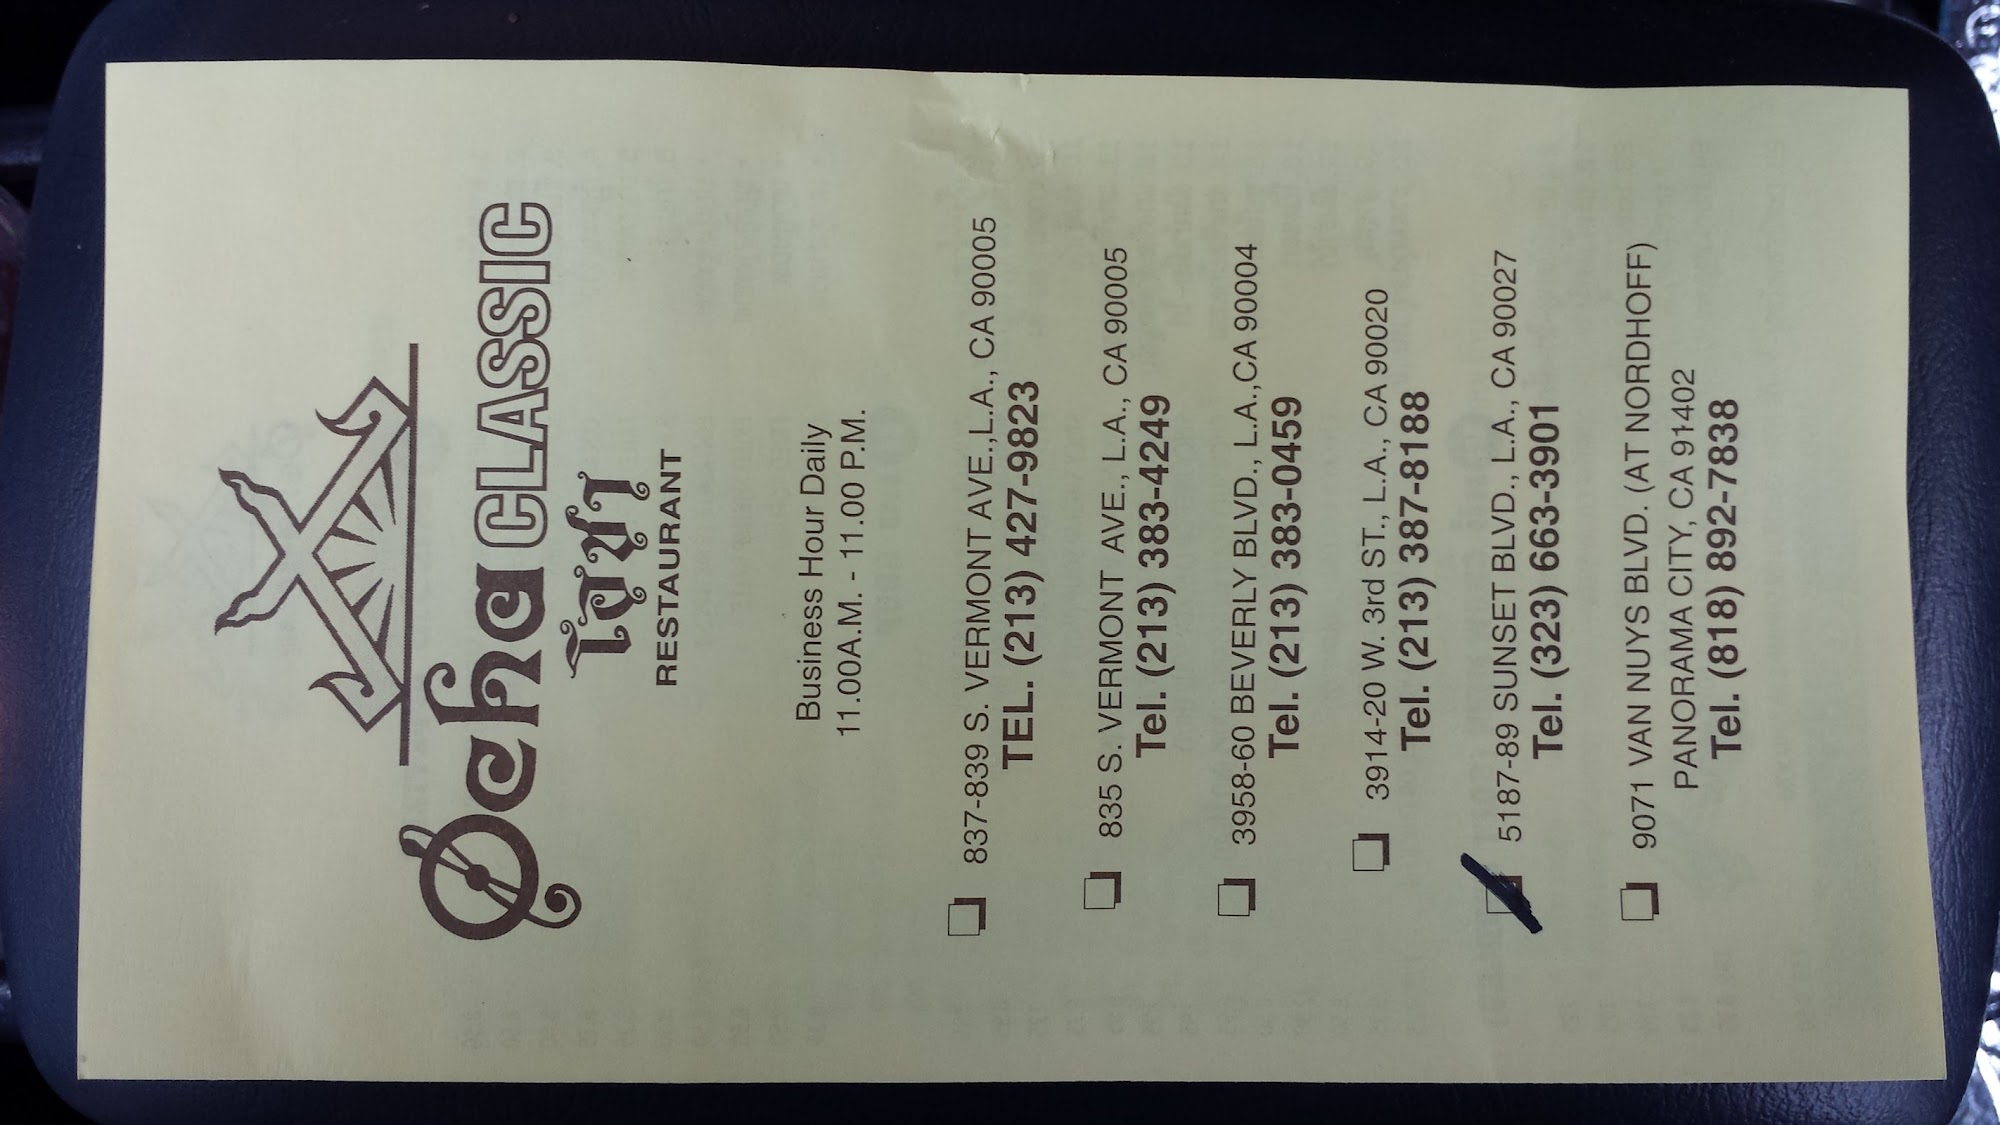 Ocha CLASSIC
โอชา
RESTAURANT
Business Hour Daily
11.00A.M. - 11.00 P.M.
837-839 S. VERMONT AVE.,L.A., CA 90005
TEL. (213) 427-9823
835 S. VERMONT AVE., L.A., CA 90005
Tel. (213) 383-4249
3958-60 BEVERLY BLVD., L.A.,CA 90004
Tel. (213) 383-0459
3914-20 W. 3rd ST., L.A., CA 90020
Tel. (213) 387-8188
5187-89 SUNSET BLVD., L.A., CA 90027
Tel. (323) 663-3901
9071 VAN NUYS BLVD. (AT NORDHOFF)
PANORAMA CITY, CA 91402
Tel. (818) 892-7838